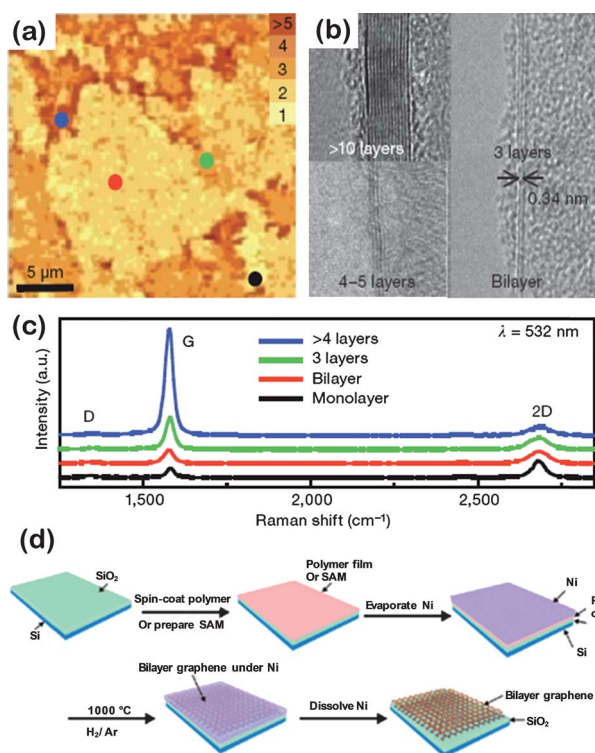 (a)
>5
4
3
2
1
5 μm
(b)
>10 layers
3 layers
0.34 nm
4–5 layers
Bilayer
(c)
Intensity (a.u.)
λ = 532 nm
G
D
2D
>4 layers
3 layers
Bilayer
Monolayer
1,500
2,000
2,500
Raman shift (cm⁻¹)
(d)
SiO₂
Si
Spin-coat polymer
Or prepare SAM
Polymer film
Or SAM
Evaporate Ni
Ni
Si
1000 °C
H₂/ Ar
Bilayer graphene under Ni
Dissolve Ni
Bilayer graphene
SiO₂